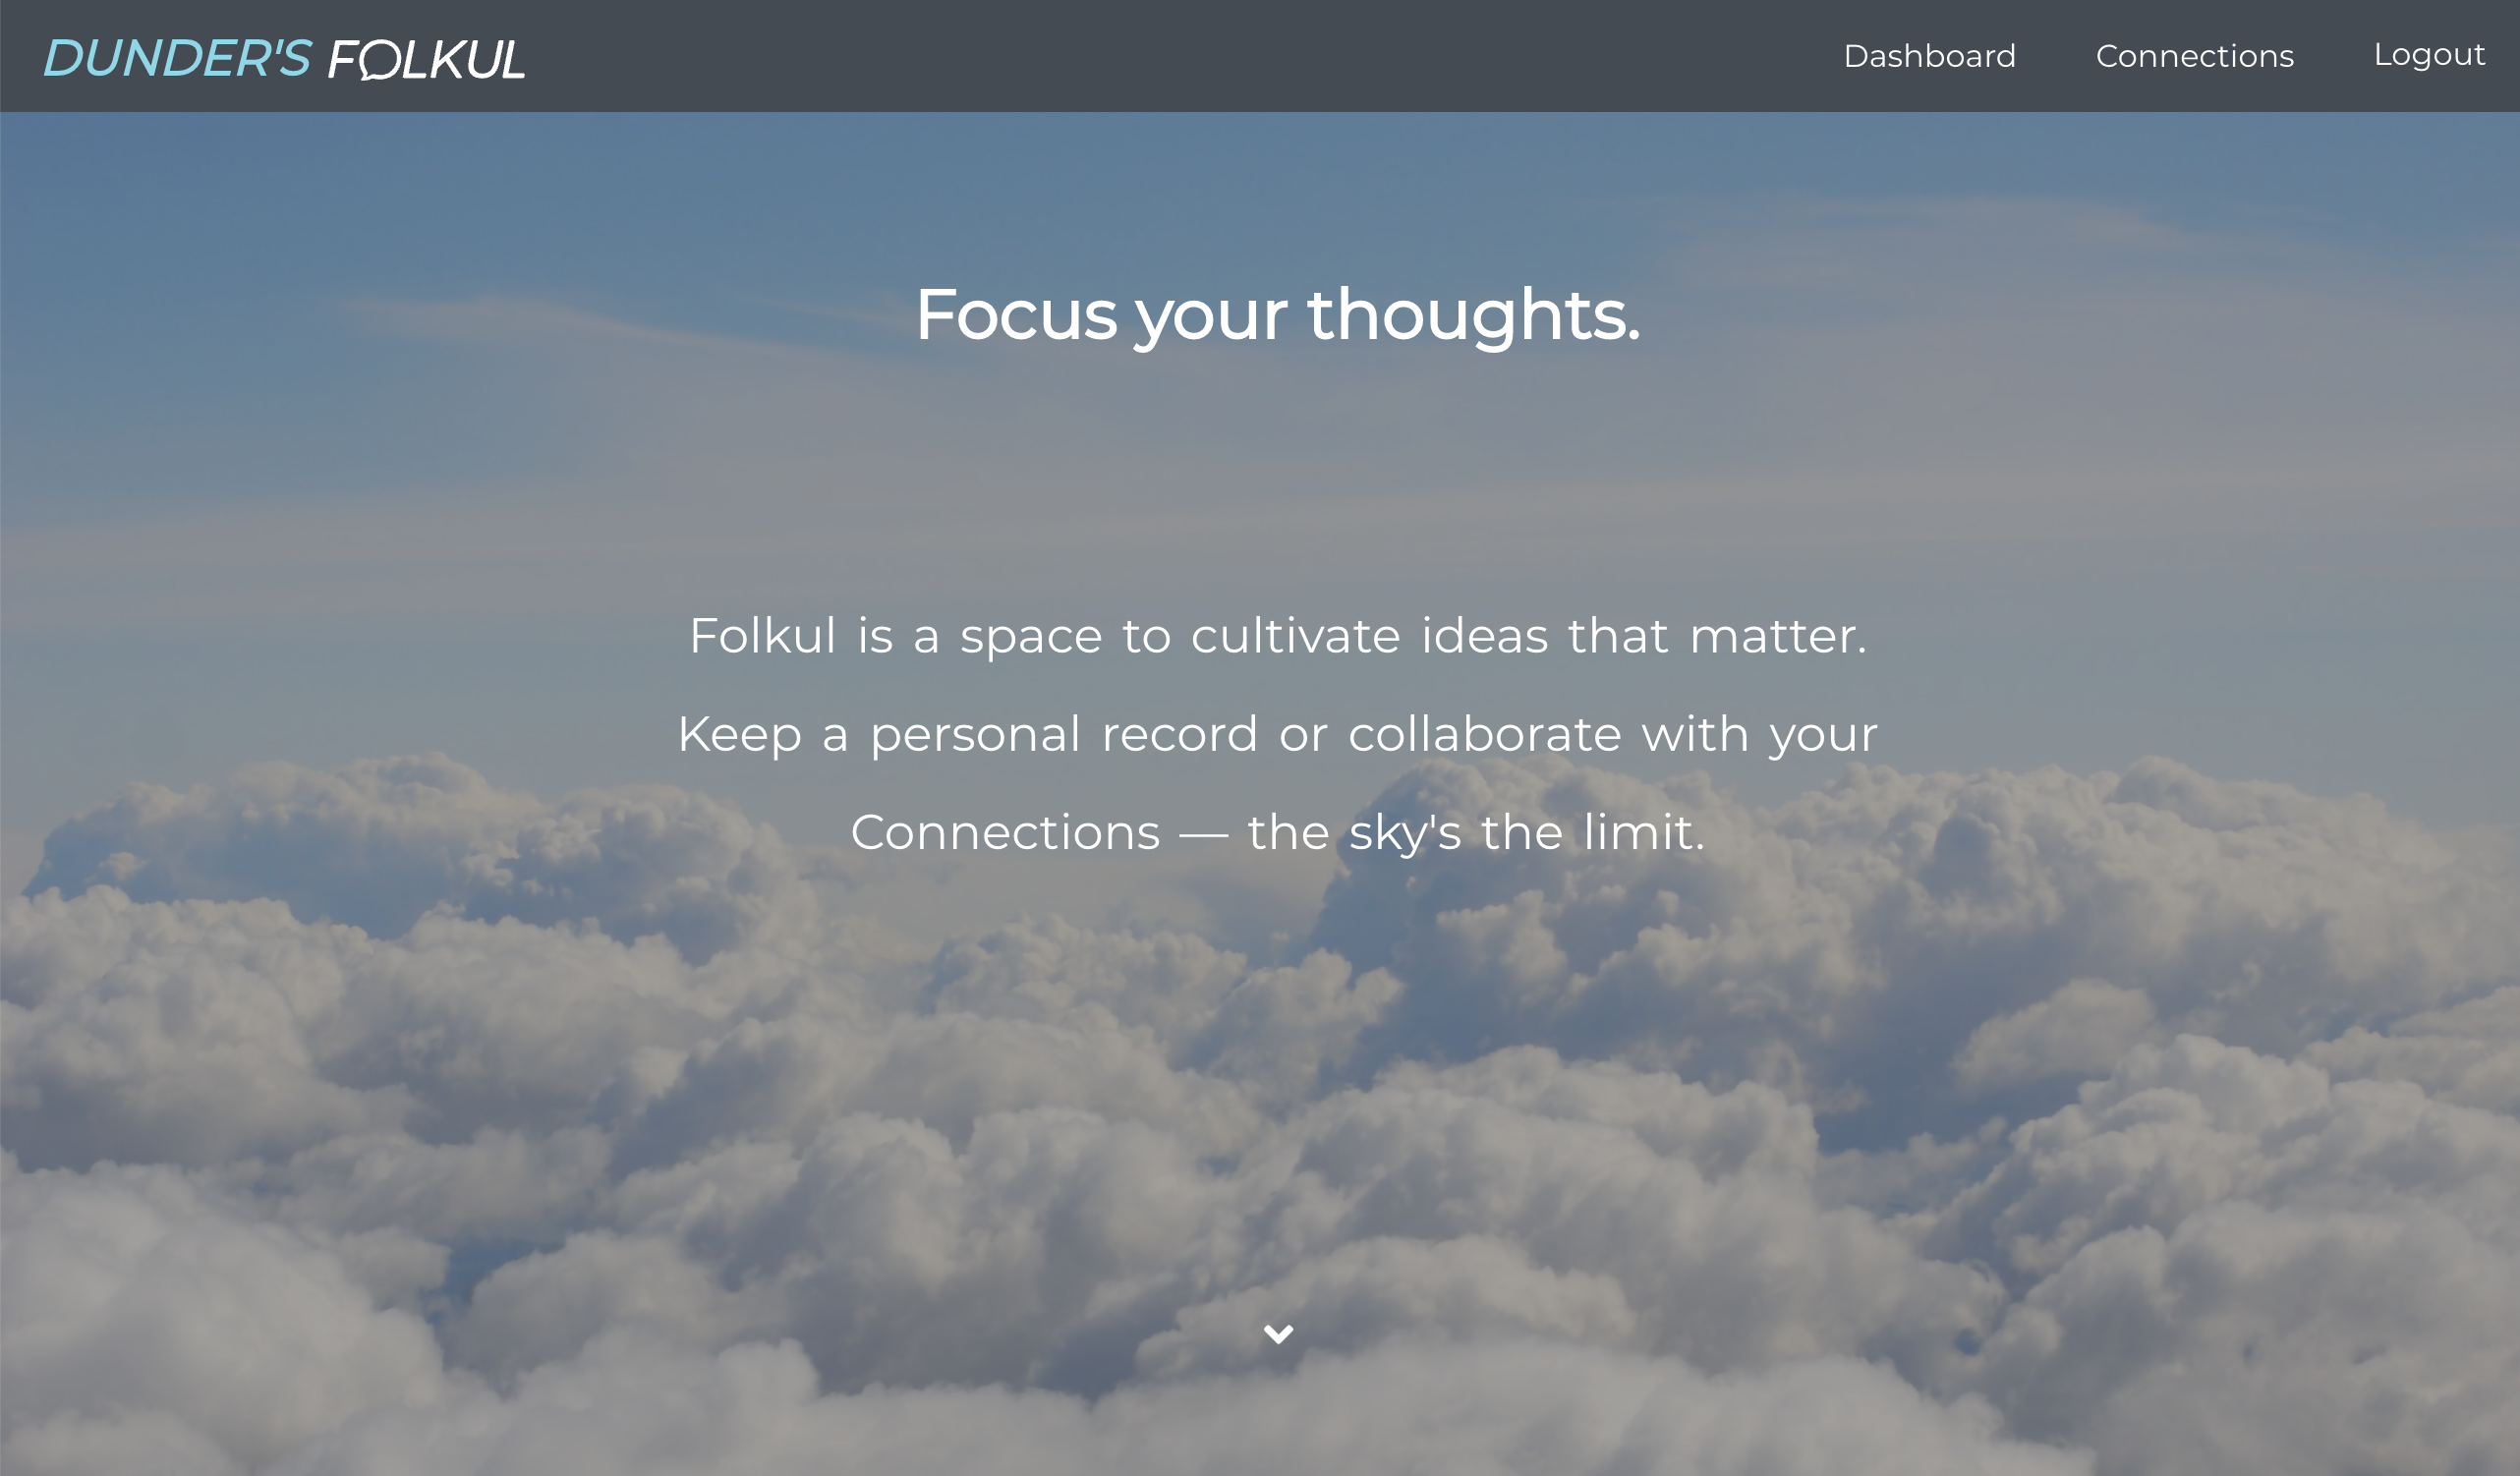 DUNDER'S FOLKUL
Dashboard
Connections
Logout
Focus your thoughts.
Folkul is a space to cultivate ideas that matter.
Keep a personal record or collaborate with your
Connections — the sky's the limit.